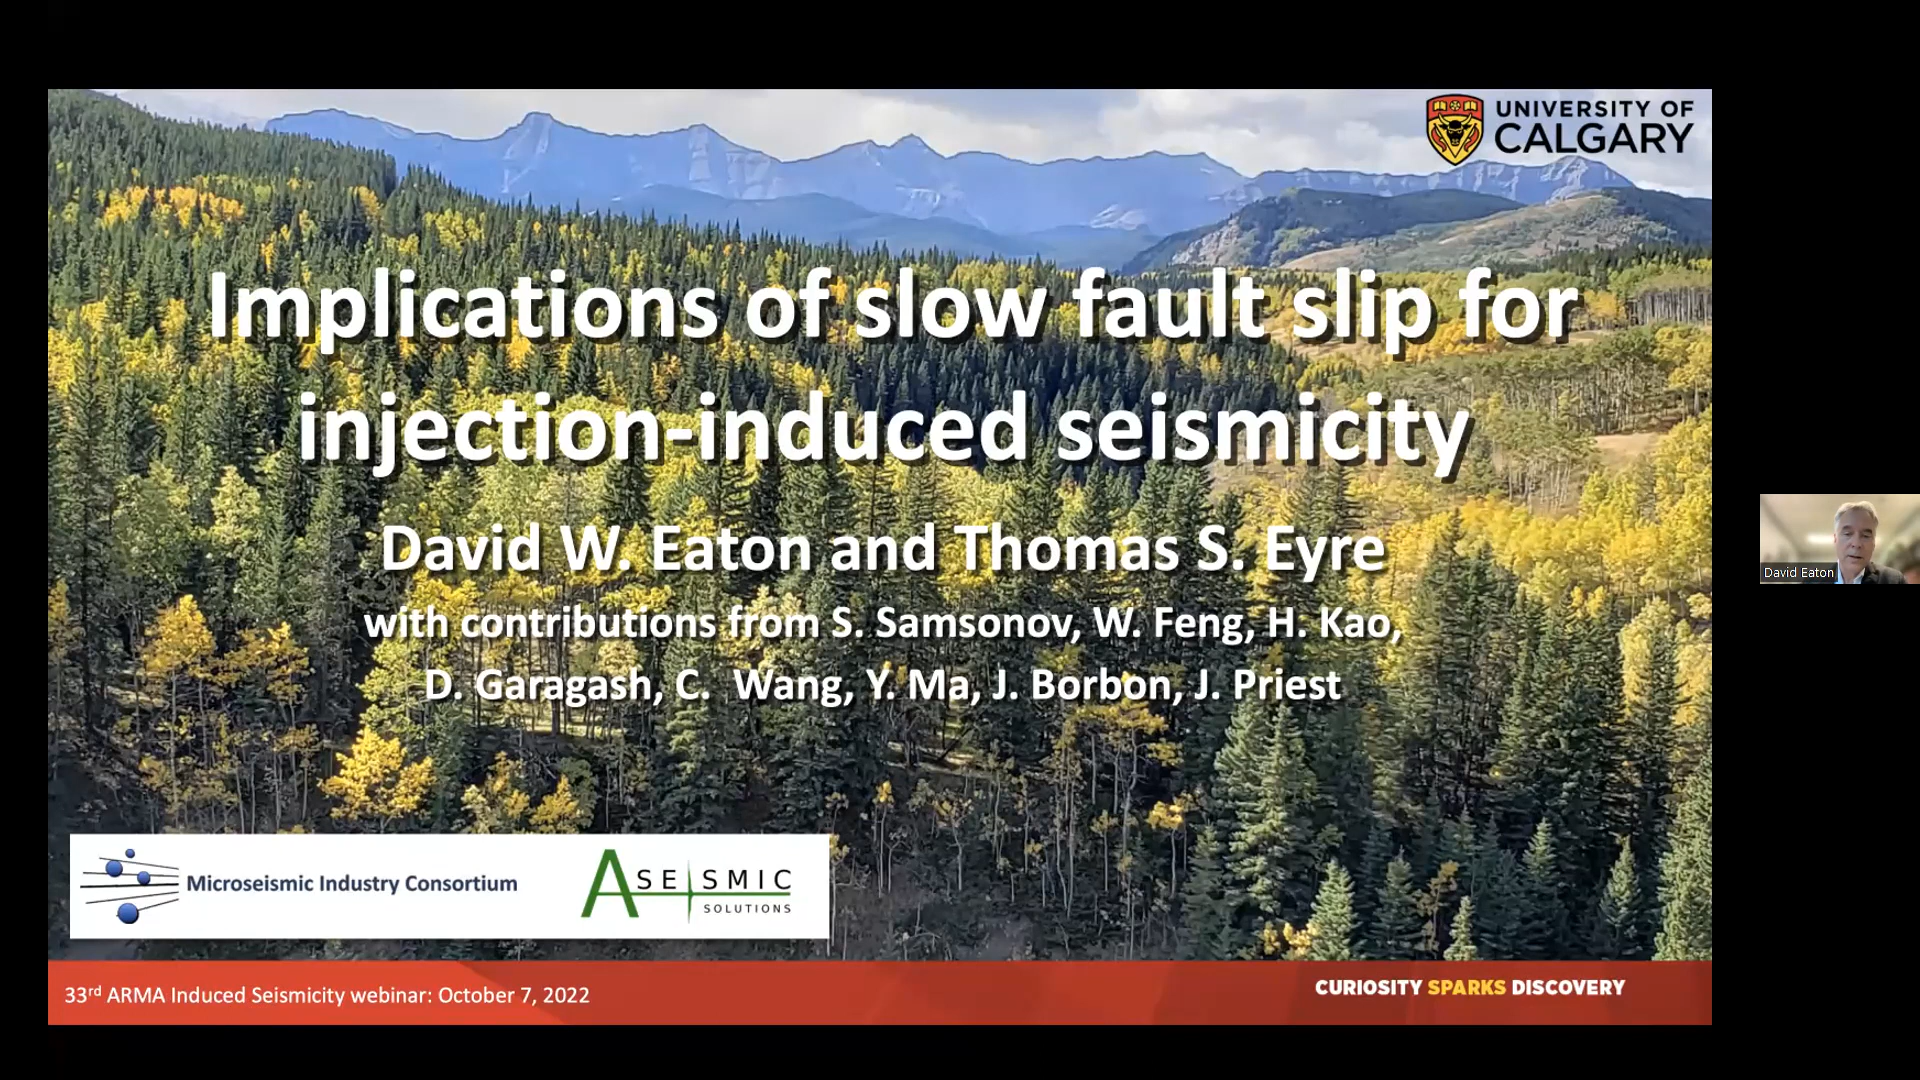 UNIVERSITY OF
CALGARY
Implications of slow fault slip for
injection-induced seismicity
David W. Eaton and Thomas S. Eyre
with contributions from S. Samsonov, W. Feng, H. Kao,
D. Garagash, C. Wang, Y. Ma, J. Borbon, J. Priest
David Eaton
Microseismic Industry Consortium
ASEISMIC
SOLUTIONS
33rd ARMA Induced Seismicity webinar: October 7, 2022
CURIOSITY SPARKS DISCOVERY